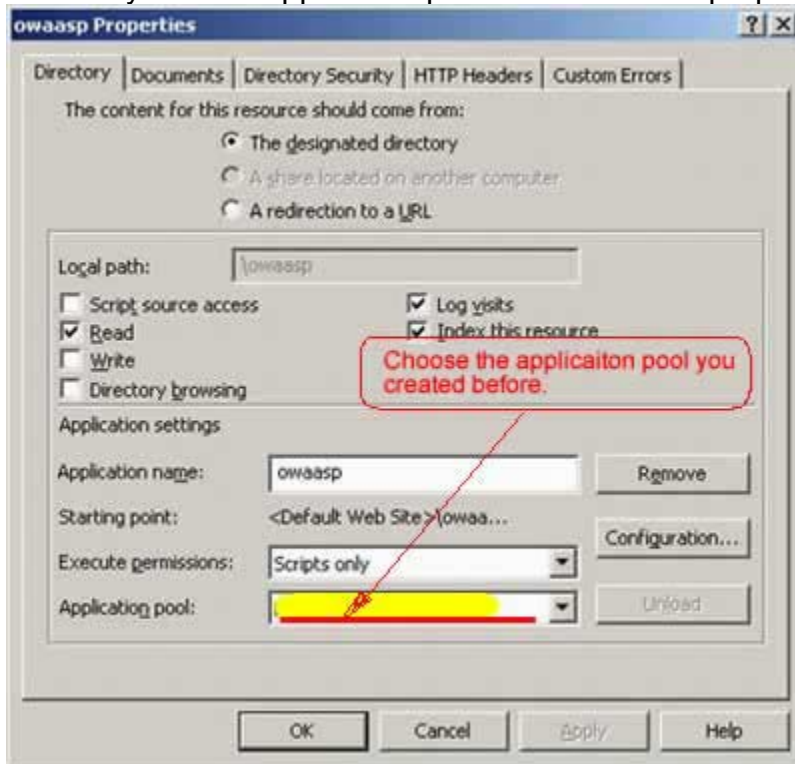 owaasp Properties
Directory Documents Directory Security HTTP Headers Custom Errors
The content for this resource should come from:
The designated directory
A share located on another computer
A redirection to a URL
Local path: \owaasp
Script source access Log visits
Read Index this resource
Write
Directory browsing
Choose the applicaiton pool you
created before.
Application settings
Application name: owaasp Remove
Starting point: <Default Web Site>\owaa...
Configuration...
Execute permissions: Scripts only
Application pool: Unload
OK Cancel Apply Help